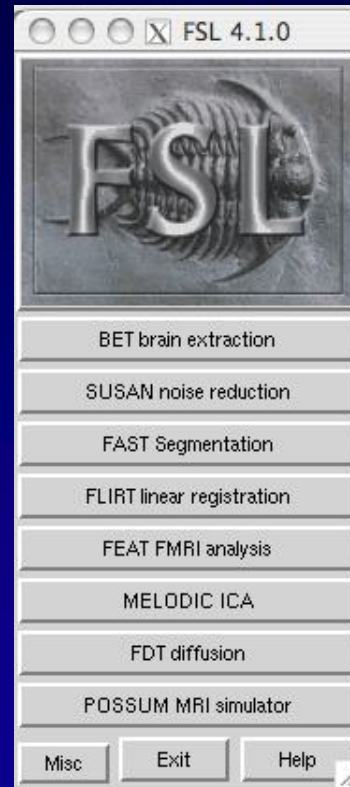 FSL 4.1.0
FSL
BET brain extraction
SUSAN noise reduction
FAST Segmentation
FLIRT linear registration
FEAT FMRI analysis
MELODIC ICA
FDT diffusion
POSSUM MRI simulator
Misc Exit Help